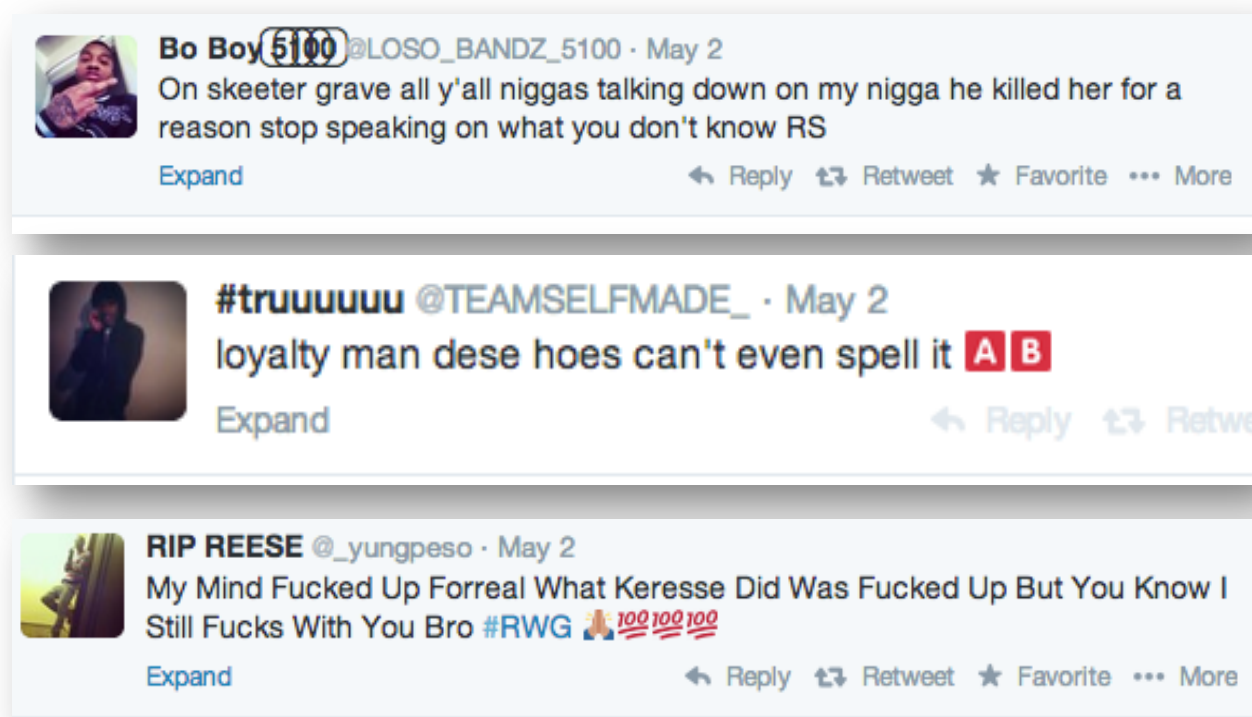 Bo Boy 5100 @LOSO_BANDZ_5100 · May 2
On skeeter grave all y'all niggas talking down on my nigga he killed her for a
reason stop speaking on what you don't know RS
Expand Reply Retweet Favorite More
#truuuuuu @TEAMSELFMADE_ · May 2
loyalty man dese hoes can't even spell it 🅰🅱
Expand Reply Retwe
RIP REESE @_yungpeso · May 2
My Mind Fucked Up Forreal What Keresse Did Was Fucked Up But You Know I
Still Fucks With You Bro #RWG 🙏💯💯💯
Expand Reply Retweet Favorite More